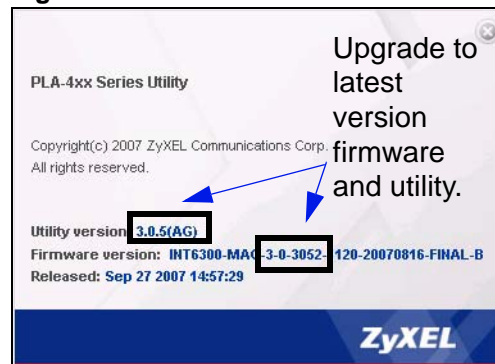 PLA-4xx Series Utility
Upgrade to
latest
version
firmware
and utility.
Copyright(c) 2007 ZyXEL Communications Corp.
All rights reserved.
Utility version: 3.0.5(AG)
Firmware version: INT6300-MAC-3-0-3052- 120-20070816-FINAL-B
Released: Sep 27 2007 14:57:29
ZyXEL